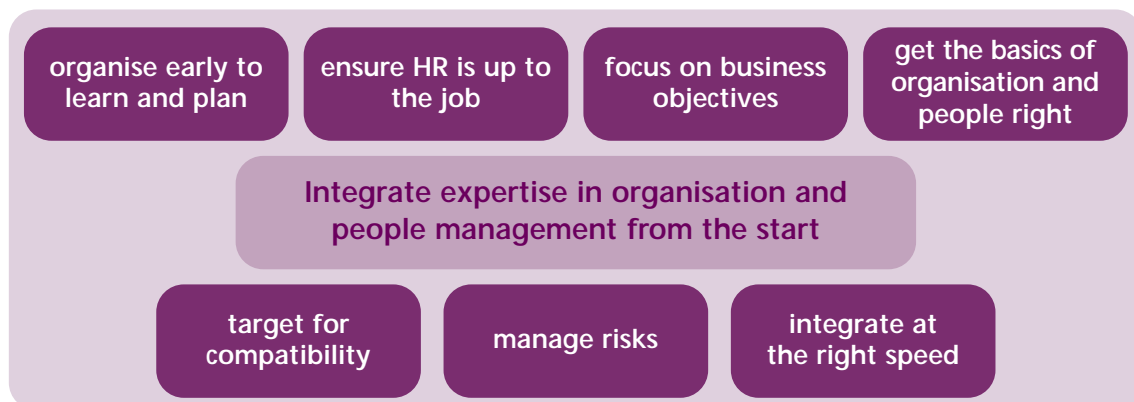 organise early to
learn and plan
ensure HR is up to
the job
focus on business
objectives
get the basics of
organisation and
people right
Integrate expertise in organisation and
people management from the start
target for
compatibility
manage risks
integrate at
the right speed